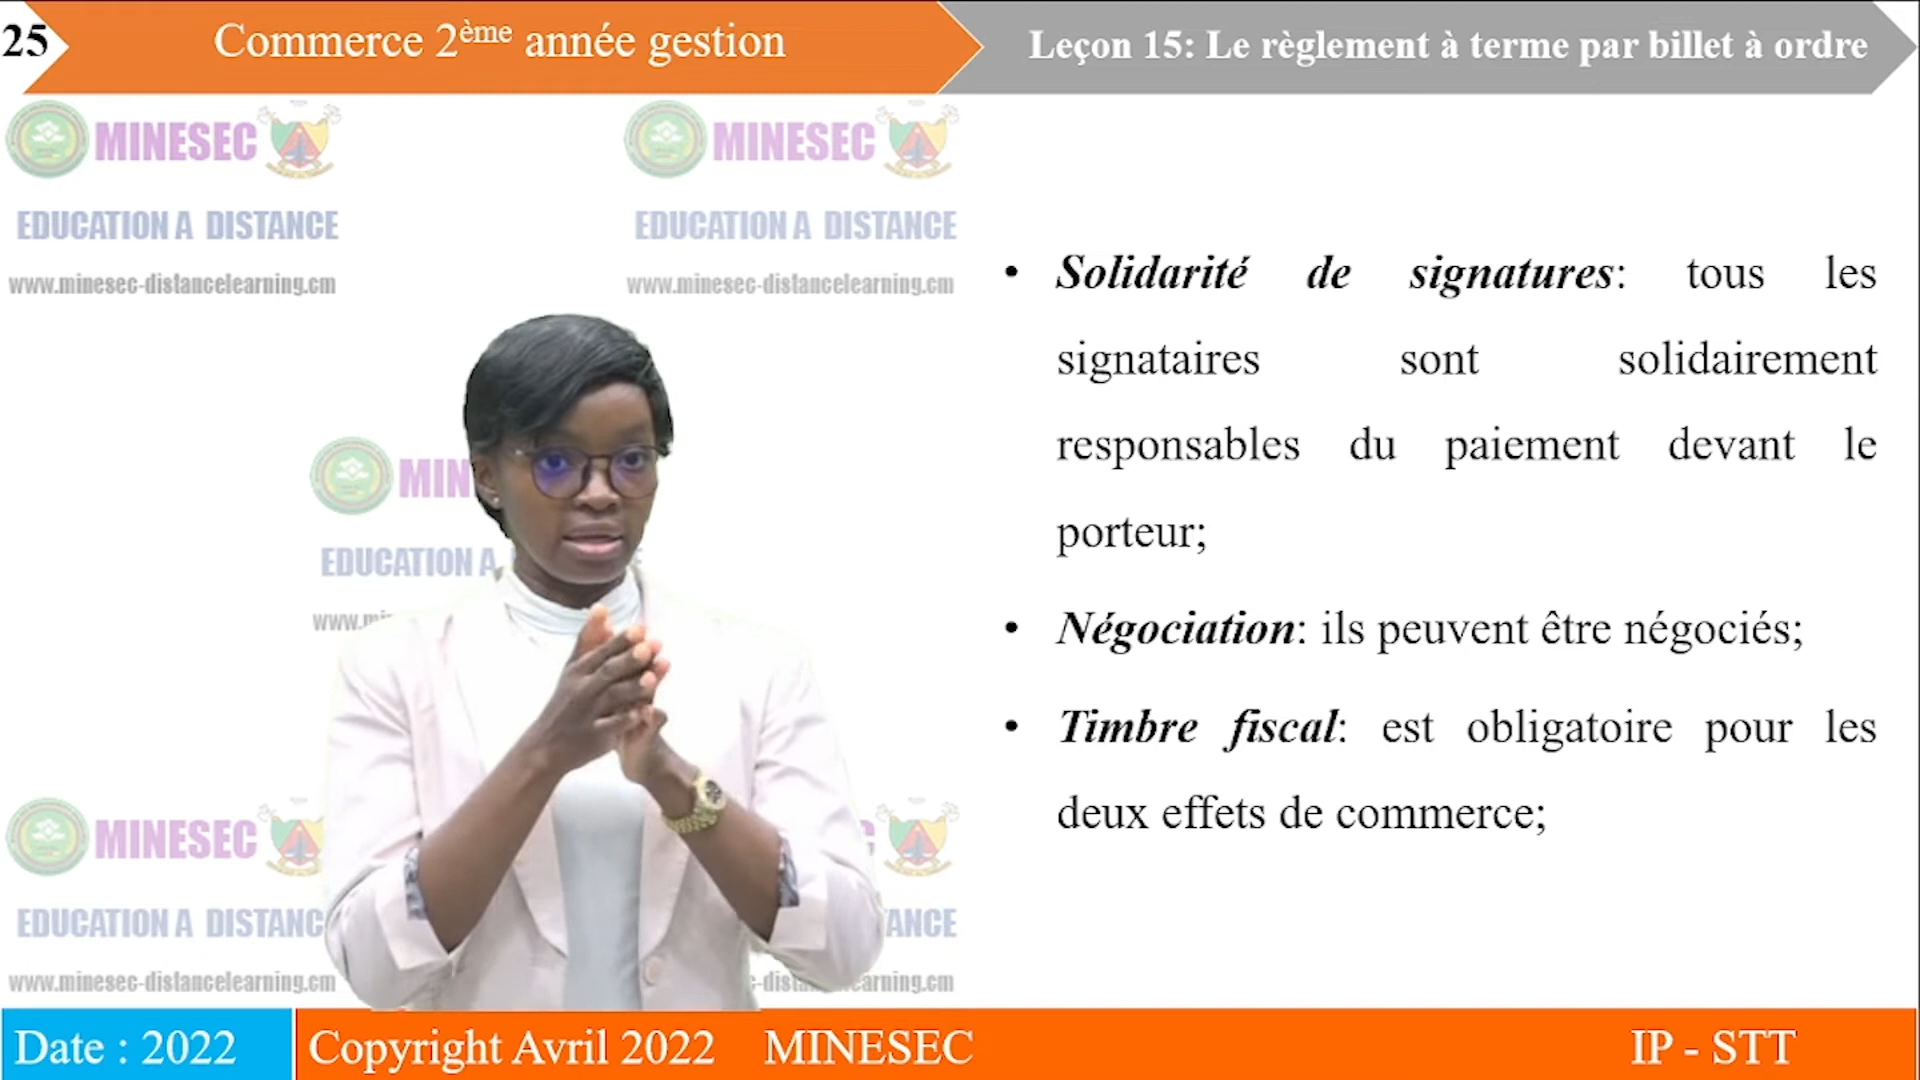 25
Commerce 2ème année gestion
Leçon 15: Le règlement à terme par billet à ordre
MINESEC
EDUCATION A DISTANCE
www.minesec-distancelearning.cm
MINESEC
EDUCATION A DISTANCE
www.minesec-distancelearning.cm
MIN
EDUCATION A
MINESEC
EDUCATION A DISTANC
www.minesec-distancelearning.cm
ANCE
• Solidarité de signatures: tous les
signataires sont solidairement
responsables du paiement devant le
porteur;
• Négociation: ils peuvent être négociés;
• Timbre fiscal: est obligatoire pour les
deux effets de commerce;
Date : 2022
Copyright Avril 2022 MINESEC
IP - STT